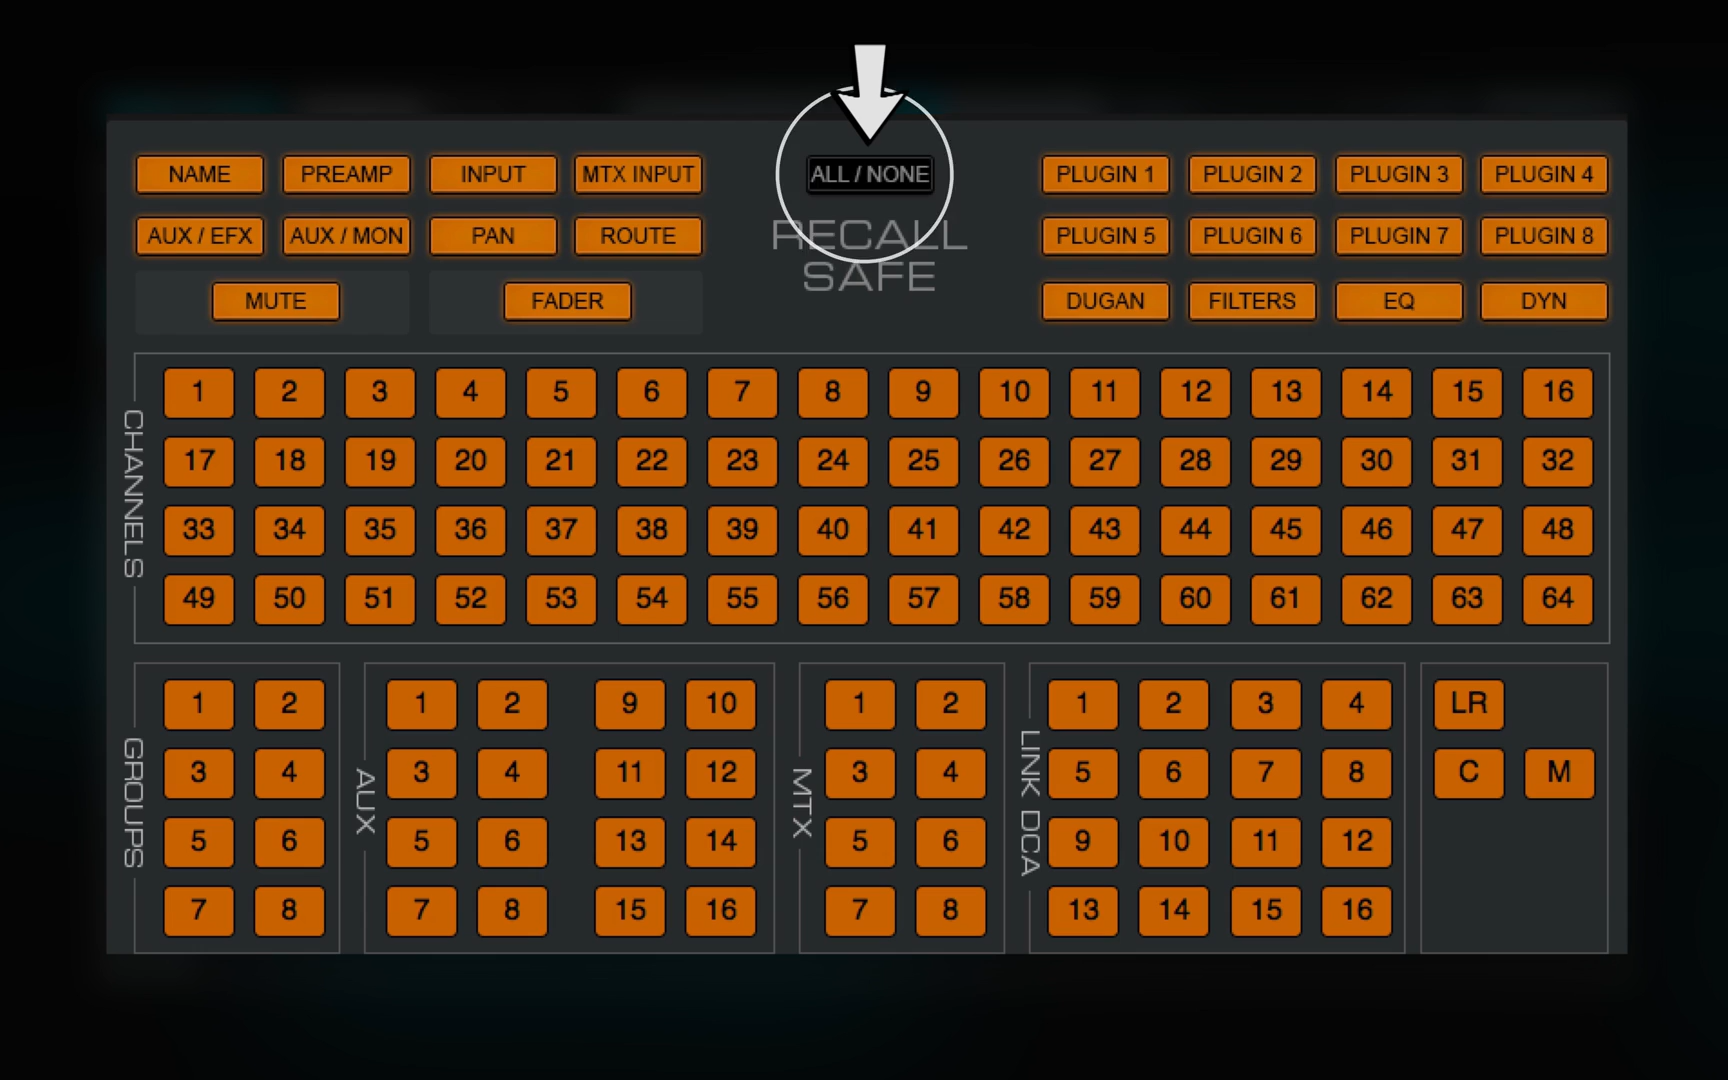 NAME PREAMP INPUT MTX INPUT ALL / NONE PLUGIN 1 PLUGIN 2 PLUGIN 3 PLUGIN 4
AUX / EFX AUX / MON PAN ROUTE RECALL PLUGIN 5 PLUGIN 6 PLUGIN 7 PLUGIN 8
SAFE
MUTE FADER DUGAN FILTERS EQ DYN
CHANNELS
1 2 3 4 5 6 7 8 9 10 11 12 13 14 15 16
17 18 19 20 21 22 23 24 25 26 27 28 29 30 31 32
33 34 35 36 37 38 39 40 41 42 43 44 45 46 47 48
49 50 51 52 53 54 55 56 57 58 59 60 61 62 63 64
GROUPS
1 2
3 4
5 6
7 8
AUX
1 2 9 10
3 4 11 12
5 6 13 14
7 8 15 16
MTX
1 2
3 4
5 6
7 8
LINK DCA
1 2 3 4
5 6 7 8
9 10 11 12
13 14 15 16
LR
C M